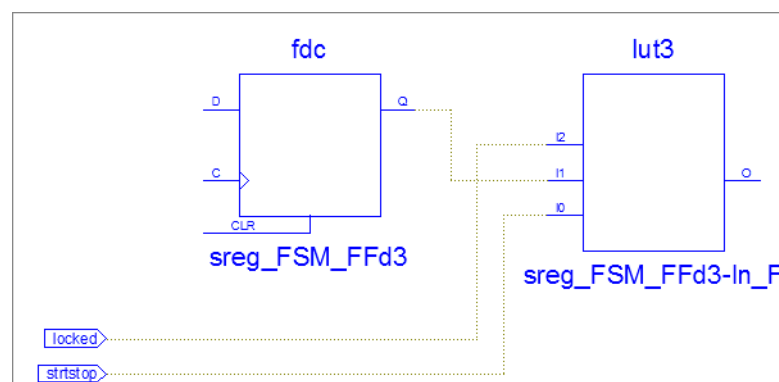 fdc
lut3
D
Q
I2
C
I1
O
I0
CLR
sreg_FSM_FFd3
sreg_FSM_FFd3-In_F
locked
strtstop